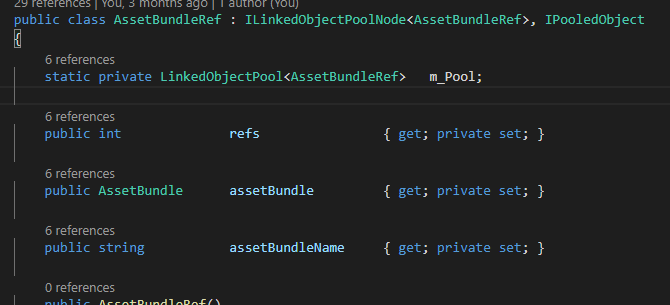 29 references | You, 3 months ago | 1 author (You)
public class AssetBundleRef : ILinkedObjectPoolNode<AssetBundleRef>, IPooledObject
{
6 references
static private LinkedObjectPool<AssetBundleRef> m_Pool;
6 references
public int refs { get; private set; }
6 references
public AssetBundle assetBundle { get; private set; }
6 references
public string assetBundleName { get; private set; }
0 references
public AssetBundleRef()